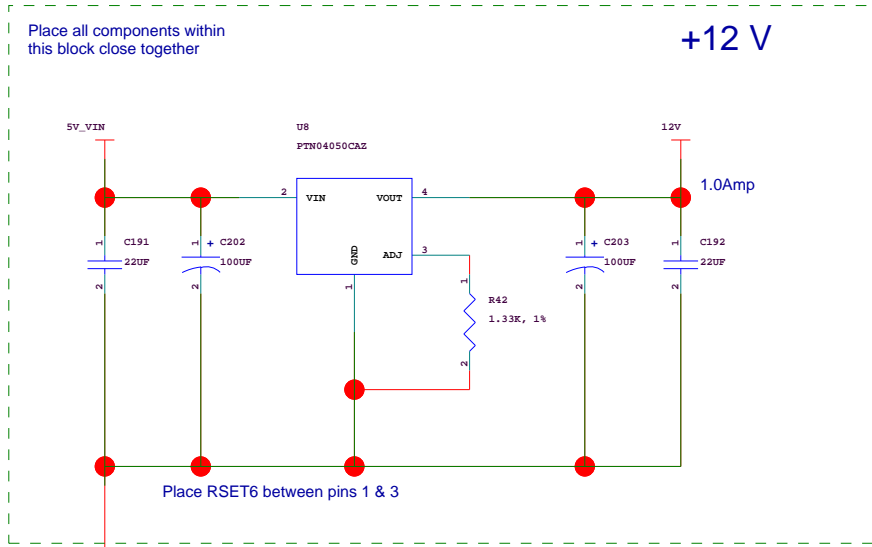 Place all components within
this block close together
+12 V
5V_VIN
U8
PTN04050CAZ
12V
2
VIN
VOUT
4
1.0Amp
1
C191
22UF
2
1
+
C202
100UF
2
GND
1
ADJ
3
1
R42
1.33K, 1%
2
1
+
C203
100UF
2
1
C192
22UF
2
Place RSET6 between pins 1 & 3